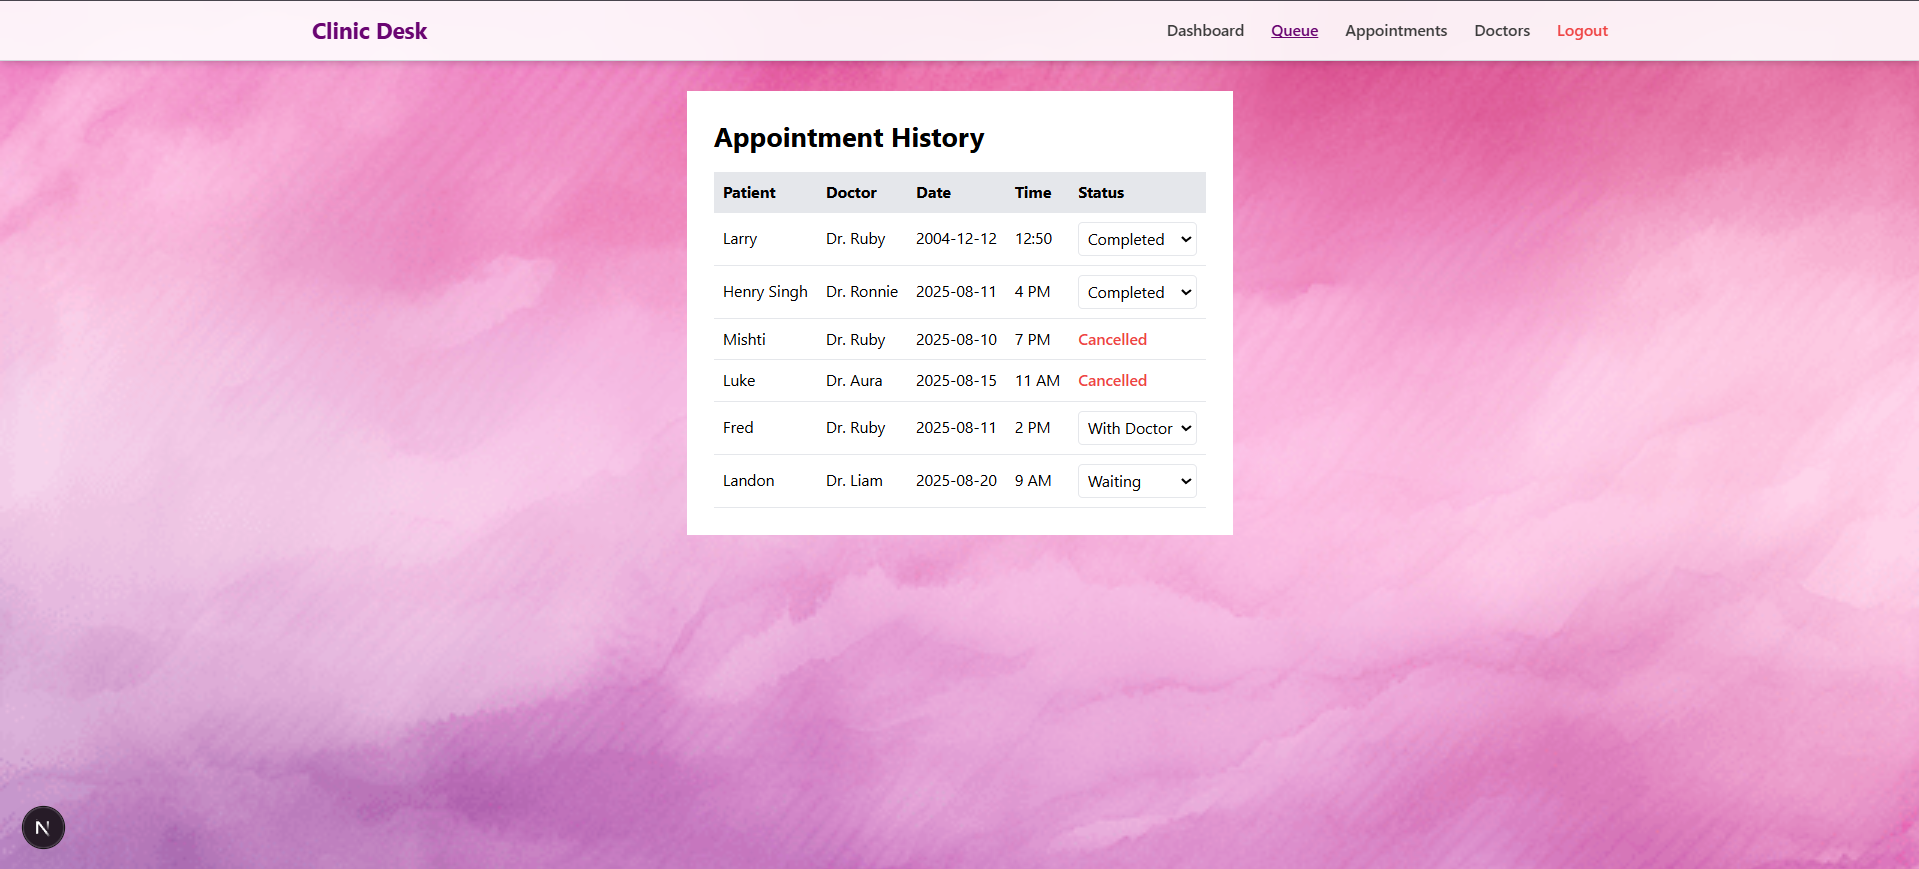 Clinic Desk Dashboard Queue Appointments Doctors Logout
Appointment History
Patient Doctor Date Time Status
Larry Dr. Ruby 2004-12-12 12:50 Completed
Henry Singh Dr. Ronnie 2025-08-11 4 PM Completed
Mishti Dr. Ruby 2025-08-10 7 PM Cancelled
Luke Dr. Aura 2025-08-15 11 AM Cancelled
Fred Dr. Ruby 2025-08-11 2 PM With Doctor
Landon Dr. Liam 2025-08-20 9 AM Waiting
N